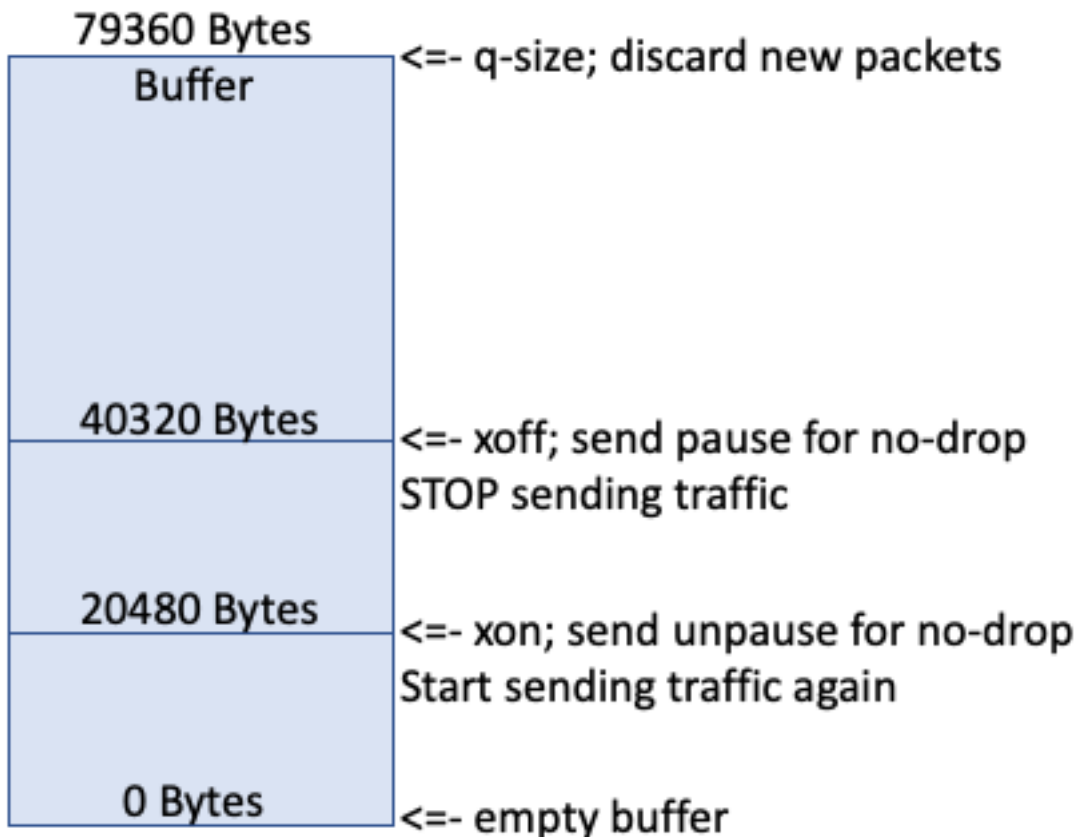 79360 Bytes
<=- q-size; discard new packets
Buffer
40320 Bytes
<=- xoff; send pause for no-drop
STOP sending traffic
20480 Bytes
<=- xon; send unpause for no-drop
Start sending traffic again
0 Bytes
<=- empty buffer